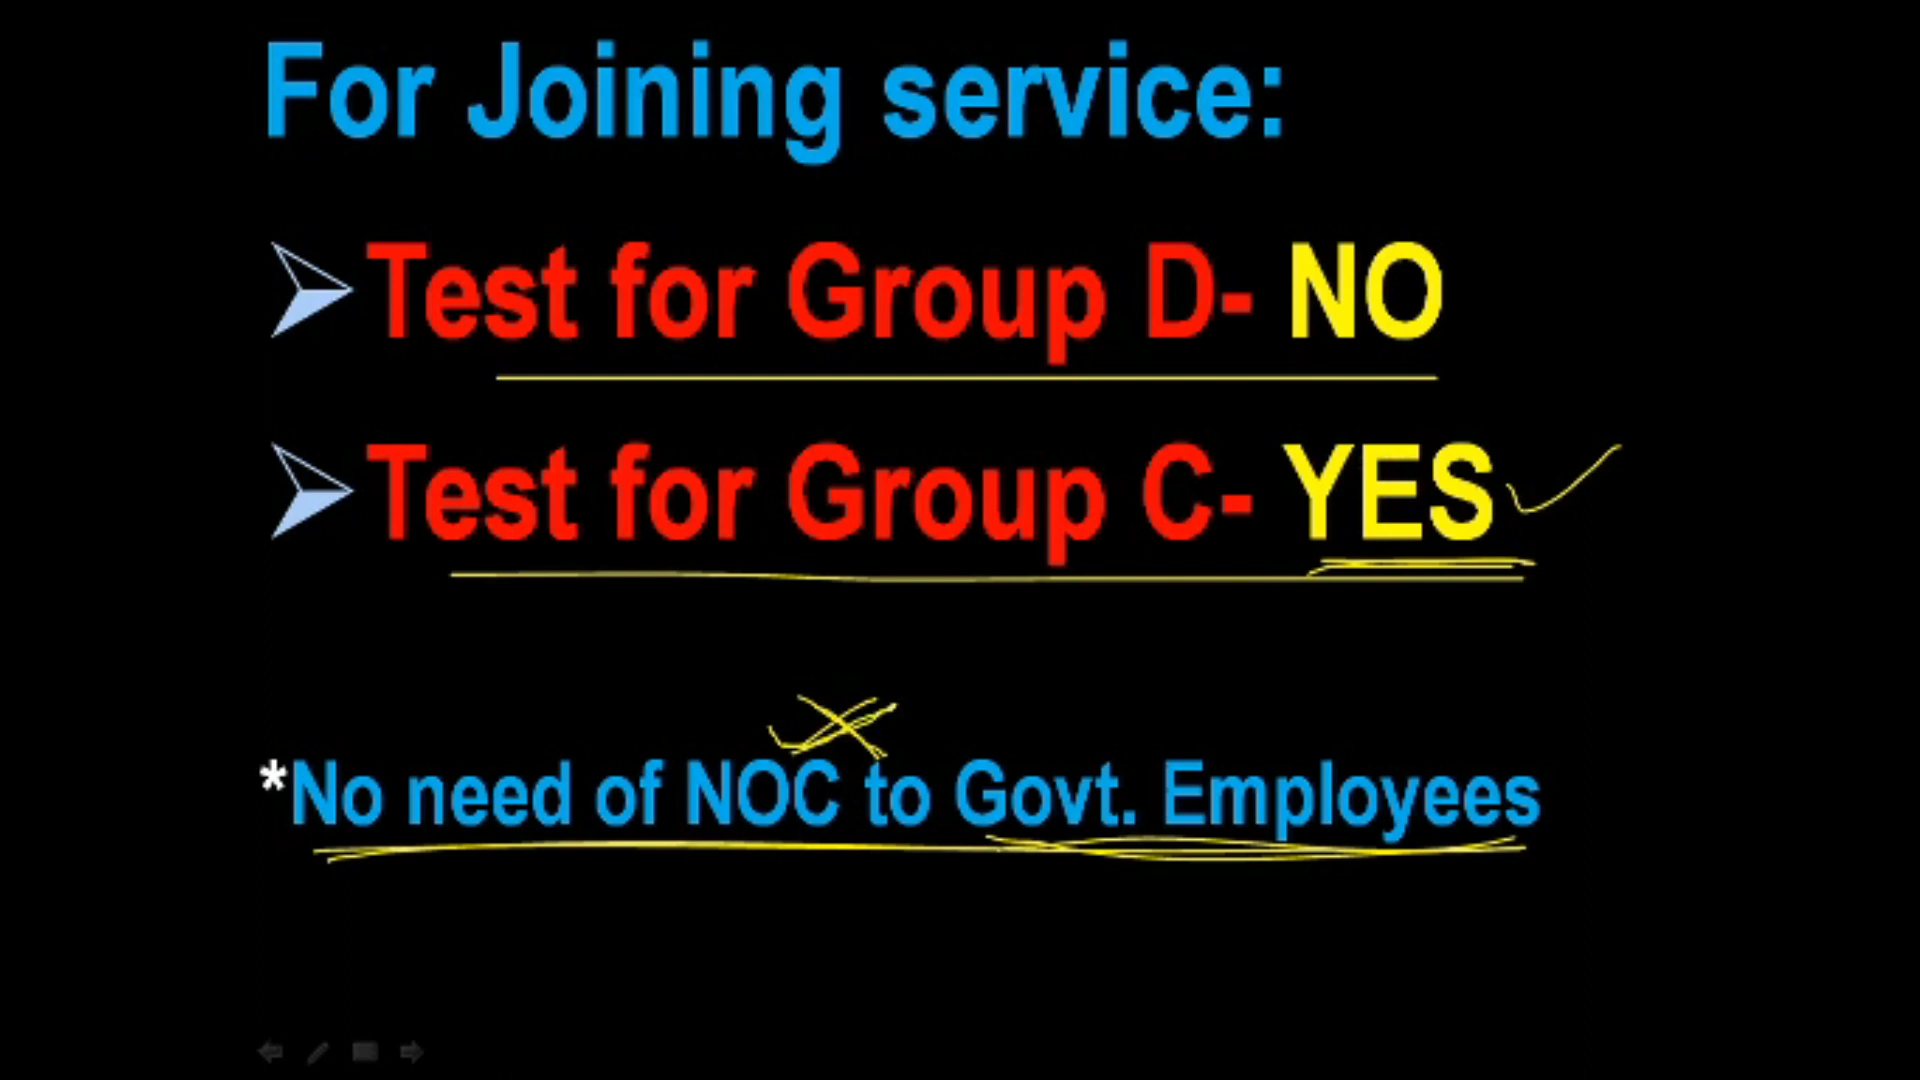 For Joining service:
Test for Group D- NO
Test for Group C- YES
*No need of NOC to Govt. Employees